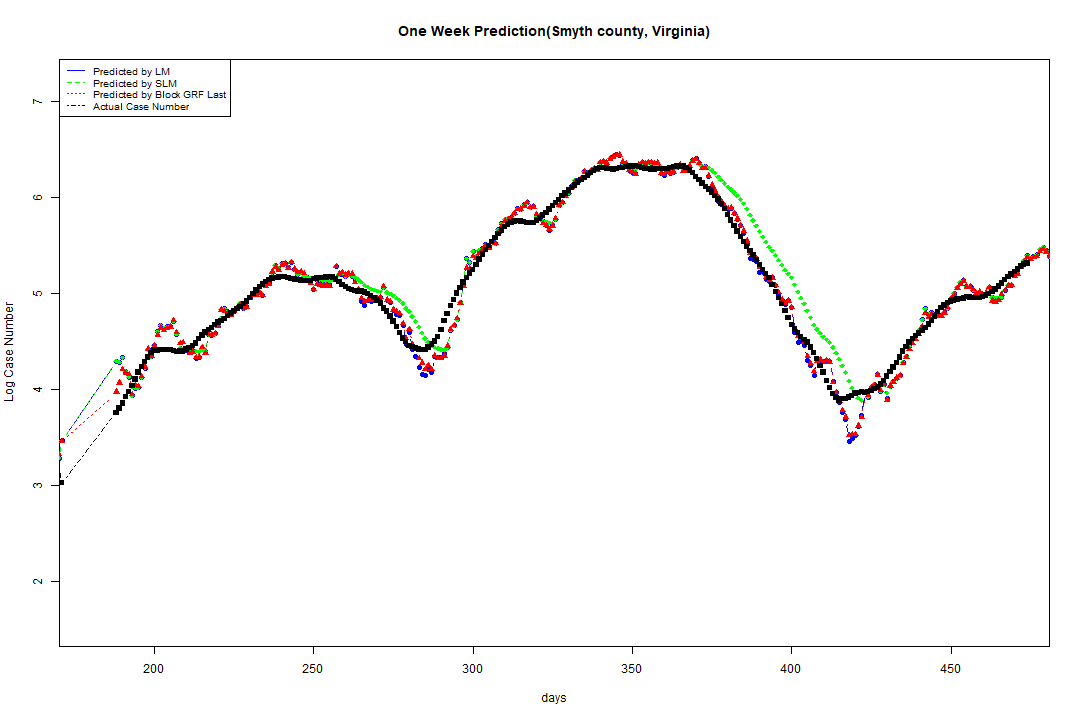 One Week Prediction(Smyth county, Virginia)
Predicted by LM
Predicted by SLM
Predicted by Block GRF Last
Actual Case Number
7
6
5
4
3
2
Log Case Number
200 250 300 350 400 450
days